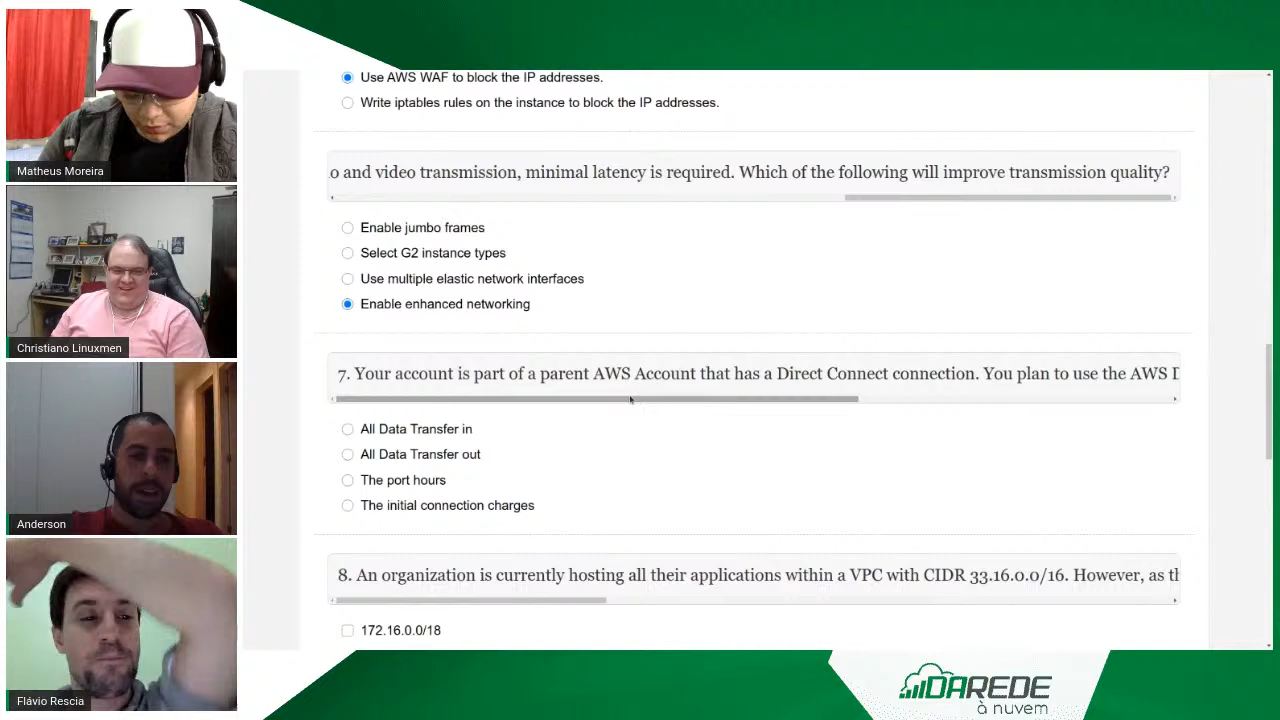 Matheus Moreira
Christiano Linuxmen
Anderson
Flávio Rescia
Use AWS WAF to block the IP addresses.
Write iptables rules on the instance to block the IP addresses.
o and video transmission, minimal latency is required. Which of the following will improve transmission quality?
Enable jumbo frames
Select G2 instance types
Use multiple elastic network interfaces
Enable enhanced networking
7. Your account is part of a parent AWS Account that has a Direct Connect connection. You plan to use the AWS D
All Data Transfer in
All Data Transfer out
The port hours
The initial connection charges
8. An organization is currently hosting all their applications within a VPC with CIDR 33.16.0.0/16. However, as th
172.16.0.0/18
DAREDE
à nuvem